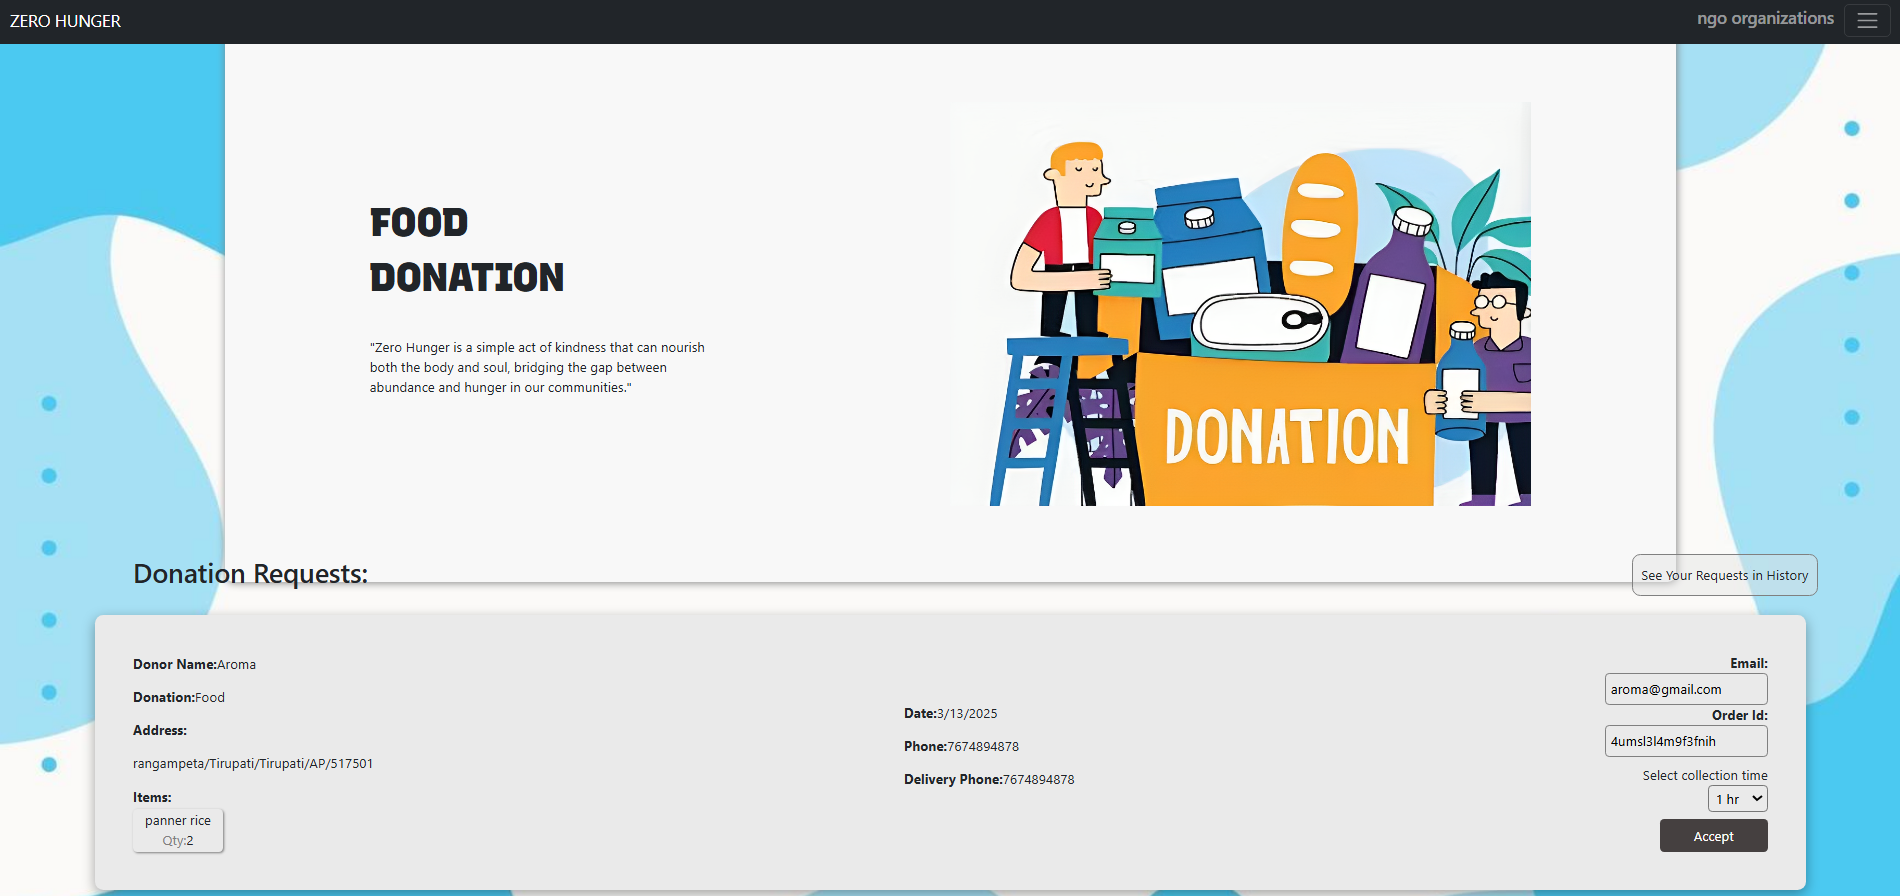 ZERO HUNGER
ngo organizations
FOOD
DONATION
"Zero Hunger is a simple act of kindness that can nourish
both the body and soul, bridging the gap between
abundance and hunger in our communities."
DONATION
Donation Requests:
See Your Requests in History
Donor Name:Aroma
Donation:Food
Address:
rangampeta/Tirupati/Tirupati/AP/517501
Items:
panner rice
Qty:2
Date:3/13/2025
Phone:7674894878
Delivery Phone:7674894878
Email:
aroma@gmail.com
Order Id:
4umsl3l4m9f3fnih
Select collection time
1 hr
Accept